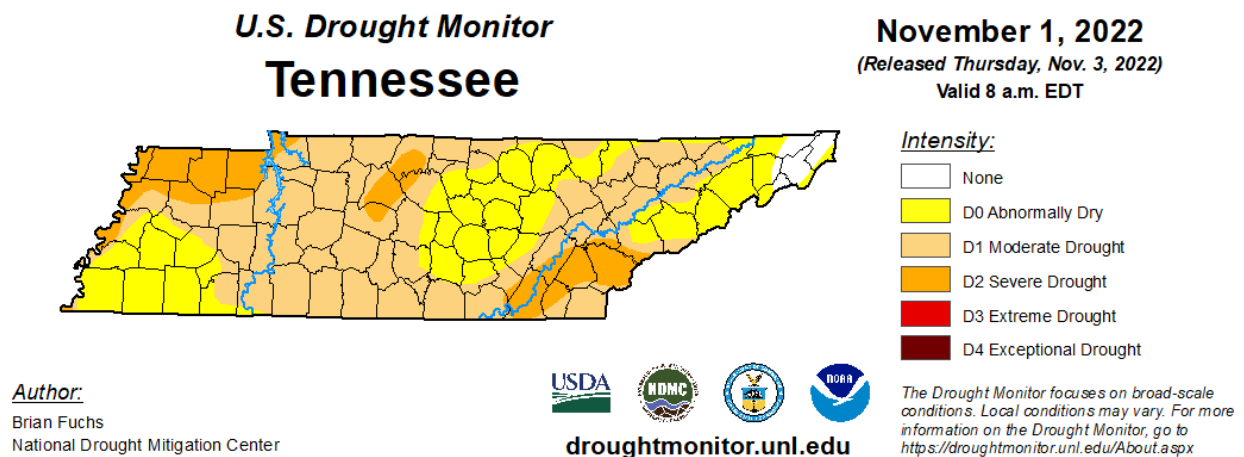 U.S. Drought Monitor
Tennessee
November 1, 2022
(Released Thursday, Nov. 3, 2022)
Valid 8 a.m. EDT
Intensity:
None
D0 Abnormally Dry
D1 Moderate Drought
D2 Severe Drought
D3 Extreme Drought
D4 Exceptional Drought
Author:
Brian Fuchs
National Drought Mitigation Center
USDA
NDMC
NOAA
droughtmonitor.unl.edu
The Drought Monitor focuses on broad-scale
conditions. Local conditions may vary. For more
information on the Drought Monitor, go to
https://droughtmonitor.unl.edu/About.aspx